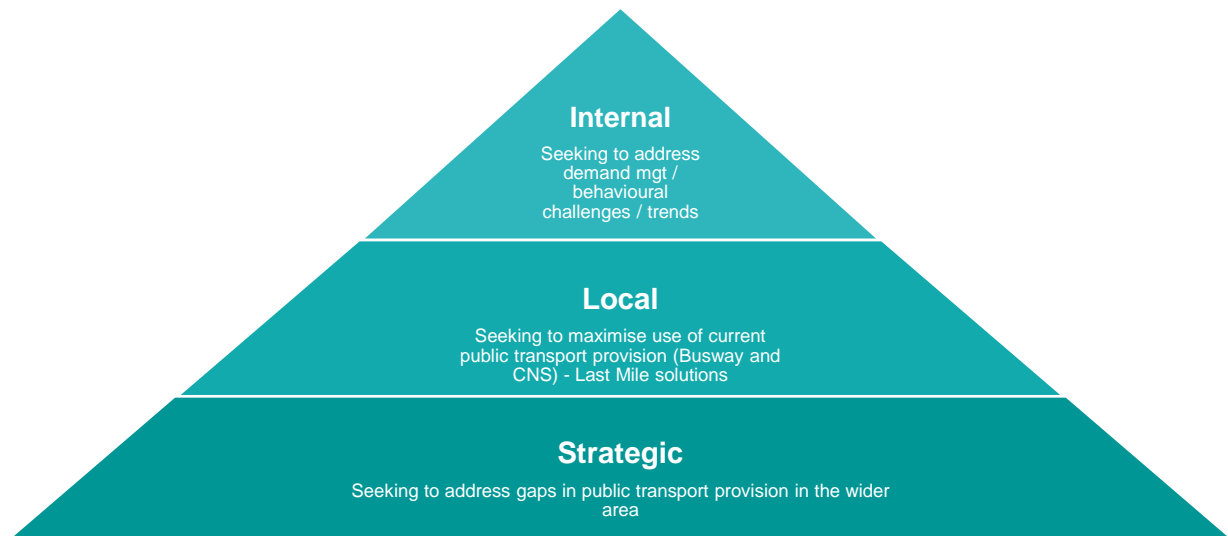 Internal
Seeking to address
demand mgt /
behavioural
challenges / trends
Local
Seeking to maximise use of current
public transport provision (Busway and
CNS) - Last Mile solutions
Strategic
Seeking to address gaps in public transport provision in the wider
area